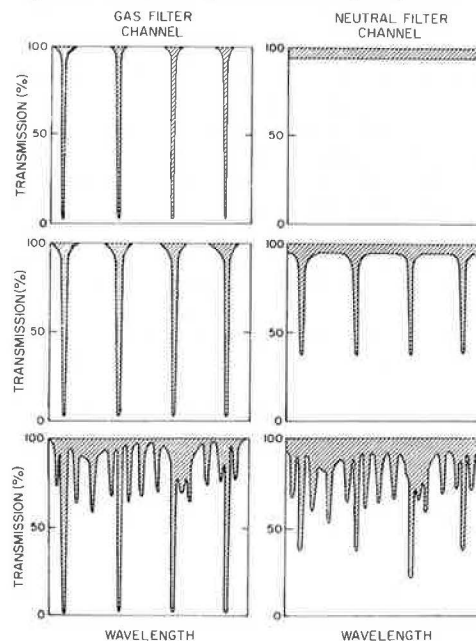 GAS FILTER
CHANNEL
NEUTRAL FILTER
CHANNEL
TRANSMISSION (%)
100
50
0
100
50
0
TRANSMISSION (%)
100
50
0
100
50
0
TRANSMISSION (%)
100
50
0
100
50
0
WAVELENGTH
WAVELENGTH